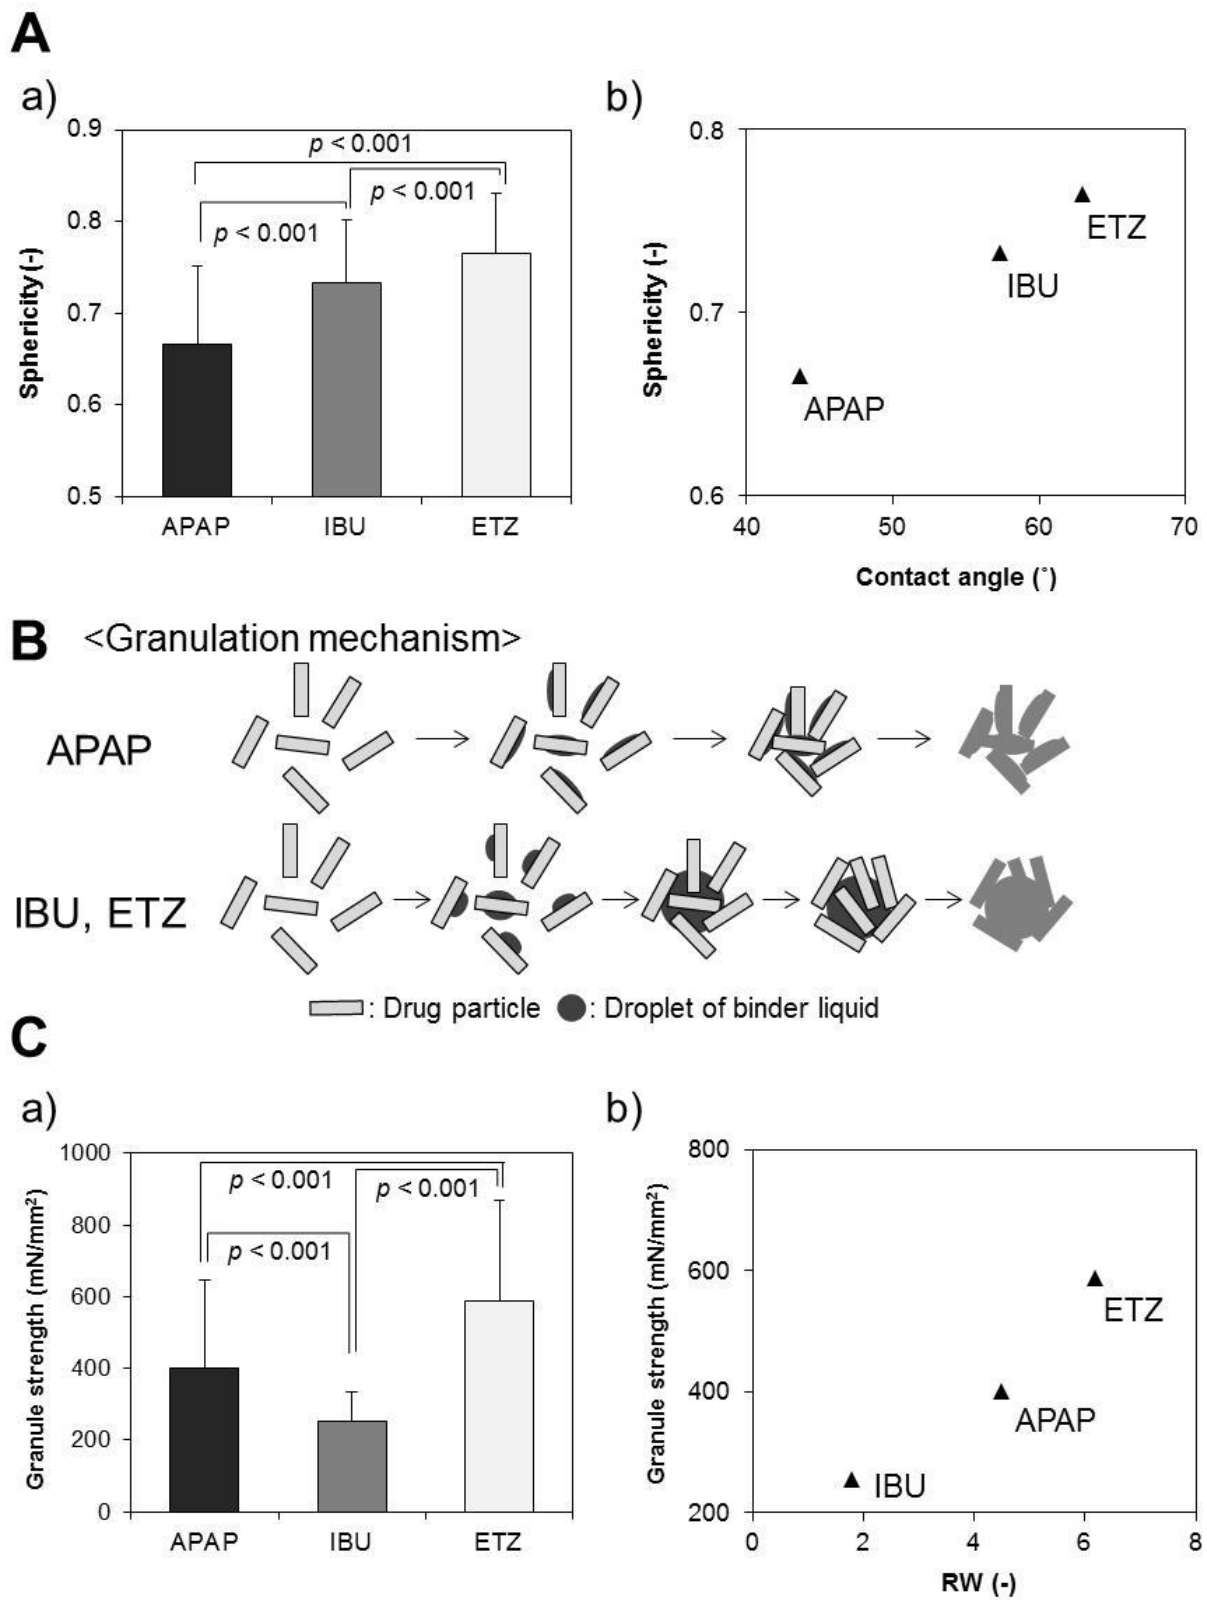 A
a)
0.9
0.8
0.7
0.6
0.5
Sphericity (-)
p < 0.001
p < 0.001
p < 0.001
APAP IBU ETZ
b)
0.8
0.7
0.6
Sphericity (-)
ETZ
IBU
APAP
40 50 60 70
Contact angle (˚)
B <Granulation mechanism>
APAP
IBU, ETZ
: Drug particle : Droplet of binder liquid
C
a)
1000
800
600
400
200
0
Granule strength (mN/mm²)
p < 0.001
p < 0.001
p < 0.001
APAP IBU ETZ
b)
800
600
400
200
Granule strength (mN/mm²)
ETZ
APAP
IBU
0 2 4 6 8
RW (-)